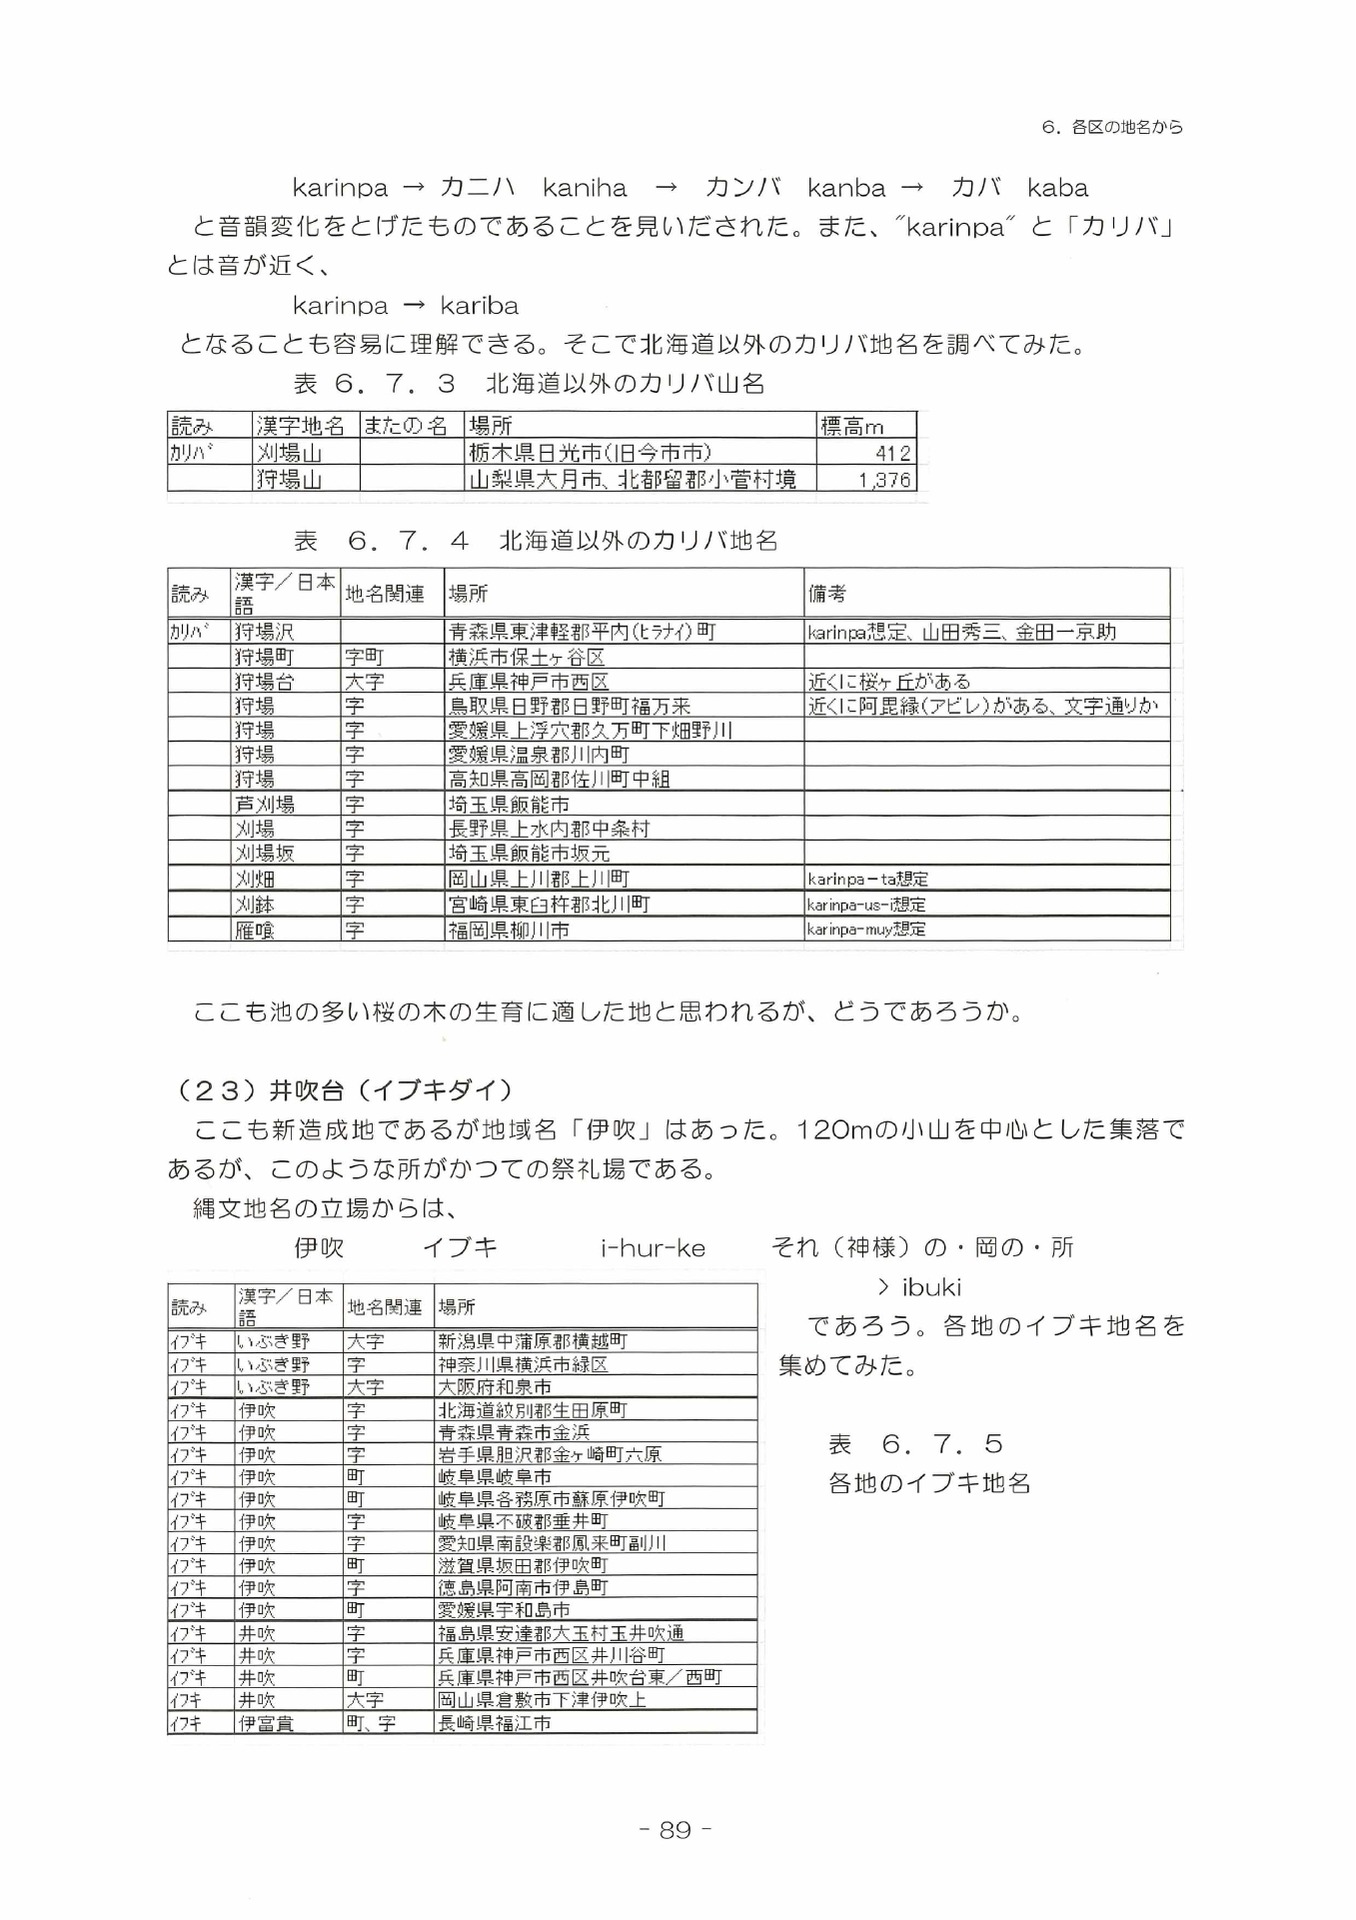 6．各区の地名から
karinpa → カニハ kaniha → カンバ kanba → カバ kaba
と音韻変化をとげたものであることを見いだされた。また、"karinpa" と「カリバ」
とは音が近く、
karinpa → kariba
となることも容易に理解できる。そこで北海道以外のカリバ地名を調べてみた。
表 6．7．3 北海道以外のカリバ山名
読み 漢字地名 またの名 場所 標高m
ｶﾘﾊﾞ 刈場山 栃木県日光市(旧今市市) 412
狩場山 山梨県大月市、北都留郡小菅村境 1,376
表 6．7．4 北海道以外のカリバ地名
読み 漢字／日本語 地名関連 場所 備考
ｶﾘﾊﾞ 狩場沢 青森県東津軽郡平内(ﾋﾗﾅｲ)町 karinpa想定、山田秀三、金田一京助
狩場町 字町 横浜市保土ヶ谷区
狩場台 大字 兵庫県神戸市西区 近くに桜ヶ丘がある
狩場 字 鳥取県日野郡日野町福万来 近くに阿毘縁(アビレ)がある、文字通りか
狩場 字 愛媛県上浮穴郡久万町下畑野川
狩場 字 愛媛県温泉郡川内町
狩場 字 高知県高岡郡佐川町中組
芦刈場 字 埼玉県飯能市
刈場 字 長野県上水内郡中条村
刈場坂 字 埼玉県飯能市坂元
刈畑 字 岡山県上川郡上川町 karinpa-ta想定
刈鉢 字 宮崎県東臼杵郡北川町 karinpa-us-i想定
雁喰 字 福岡県柳川市 karinpa-muy想定
ここも池の多い桜の木の生育に適した地と思われるが、どうであろうか。
（23）井吹台（イブキダイ）
ここも新造成地であるが地域名「伊吹」はあった。120mの小山を中心とした集落で
あるが、このような所がかつての祭礼場である。
縄文地名の立場からは、
伊吹 イブキ i-hur-ke それ（神様）の・岡の・所
> ibuki
であろう。各地のイブキ地名を
集めてみた。
表 6．7．5
各地のイブキ地名
読み 漢字／日本語 地名関連 場所
ｲﾌﾞｷ いぶき野 大字 新潟県中蒲原郡横越町
ｲﾌﾞｷ いぶき野 字 神奈川県横浜市緑区
ｲﾌﾞｷ いぶき野 大字 大阪府和泉市
ｲﾌﾞｷ 伊吹 字 北海道紋別郡生田原町
ｲﾌﾞｷ 伊吹 字 青森県青森市金浜
ｲﾌﾞｷ 伊吹 字 岩手県胆沢郡金ヶ崎町六原
ｲﾌﾞｷ 伊吹 町 岐阜県岐阜市
ｲﾌﾞｷ 伊吹 町 岐阜県各務原市蘇原伊吹町
ｲﾌﾞｷ 伊吹 字 岐阜県不破郡垂井町
ｲﾌﾞｷ 伊吹 字 愛知県南設楽郡鳳来町副川
ｲﾌﾞｷ 伊吹 町 滋賀県坂田郡伊吹町
ｲﾌﾞｷ 伊吹 字 徳島県阿南市伊島町
ｲﾌﾞｷ 伊吹 町 愛媛県宇和島市
ｲﾌﾞｷ 井吹 字 福島県安達郡大玉村玉井吹通
ｲﾌﾞｷ 井吹 字 兵庫県神戸市西区井川谷町
ｲﾌﾞｷ 井吹 町 兵庫県神戸市西区井吹台東／西町
ｲﾌｷ 井吹 大字 岡山県倉敷市下津伊吹上
ｲﾌｷ 伊富貴 町、字 長崎県福江市
- 89 -